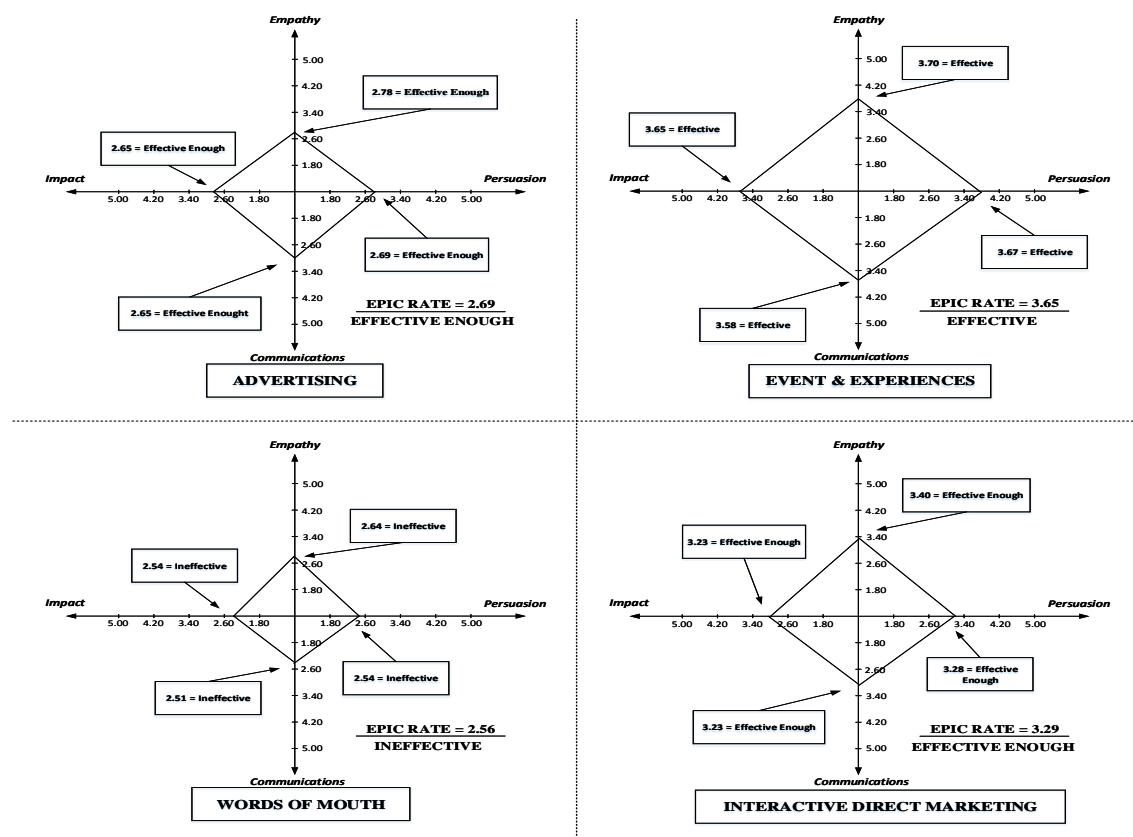 Empathy
5.00
4.20
3.40
2.60
1.80
2.78 = Effective Enough
2.65 = Effective Enough
Impact
Persuasion
5.00 4.20 3.40 2.60 1.80 1.80 2.60 3.40 4.20 5.00
1.80
2.60
3.40
4.20
5.00
2.69 = Effective Enough
2.65 = Effective Enought
EPIC RATE = 2.69
EFFECTIVE ENOUGH
Communications
ADVERTISING
Empathy
5.00
4.20
3.40
2.60
1.80
3.70 = Effective
3.65 = Effective
Impact
Persuasion
5.00 4.20 3.40 2.60 1.80 1.80 2.60 3.40 4.20 5.00
1.80
2.60
3.40
4.20
5.00
3.67 = Effective
3.58 = Effective
EPIC RATE = 3.65
EFFECTIVE
Communications
EVENT & EXPERIENCES
Empathy
5.00
4.20
3.40
2.60
1.80
2.64 = Ineffective
2.54 = Ineffective
Impact
Persuasion
5.00 4.20 3.40 2.60 1.80 1.80 2.60 3.40 4.20 5.00
1.80
2.60
3.40
4.20
5.00
2.54 = Ineffective
2.51 = Ineffective
EPIC RATE = 2.56
INEFFECTIVE
Communications
WORDS OF MOUTH
Empathy
5.00
4.20
3.40
2.60
1.80
3.40 = Effective Enough
3.23 = Effective Enough
Impact
Persuasion
5.00 4.20 3.40 2.60 1.80 1.80 2.60 3.40 4.20 5.00
1.80
2.60
3.40
4.20
5.00
3.28 = Effective
Enough
3.23 = Effective Enough
EPIC RATE = 3.29
EFFECTIVE ENOUGH
Communications
INTERACTIVE DIRECT MARKETING